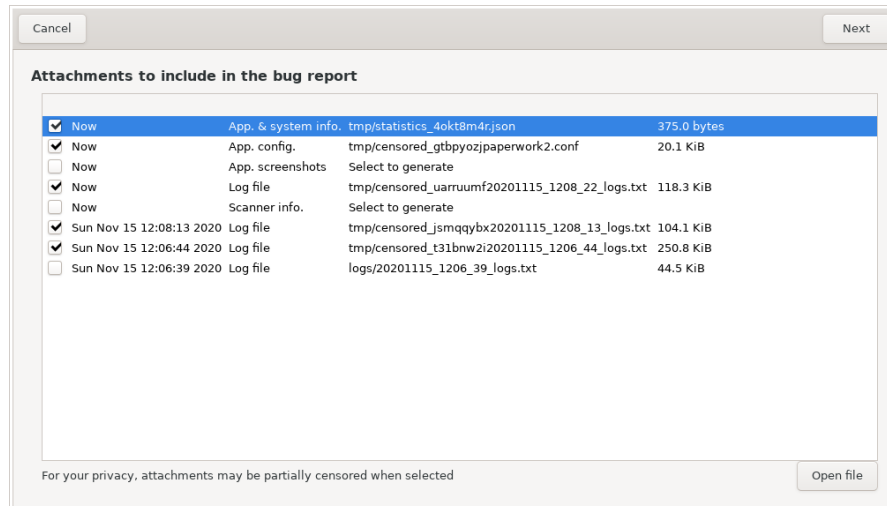 Cancel Next
Attachments to include in the bug report
Now App. & system info. tmp/statistics_4okt8m4r.json 375.0 bytes
Now App. config. tmp/censored_gtbpyozjpaperwork2.conf 20.1 KiB
Now App. screenshots Select to generate
Now Log file tmp/censored_uarruumf20201115_1208_22_logs.txt 118.3 KiB
Now Scanner info. Select to generate
Sun Nov 15 12:08:13 2020 Log file tmp/censored_jsmqqybx20201115_1208_13_logs.txt 104.1 KiB
Sun Nov 15 12:06:44 2020 Log file tmp/censored_t31bnw2i20201115_1206_44_logs.txt 250.8 KiB
Sun Nov 15 12:06:39 2020 Log file logs/20201115_1206_39_logs.txt 44.5 KiB
For your privacy, attachments may be partially censored when selected Open file